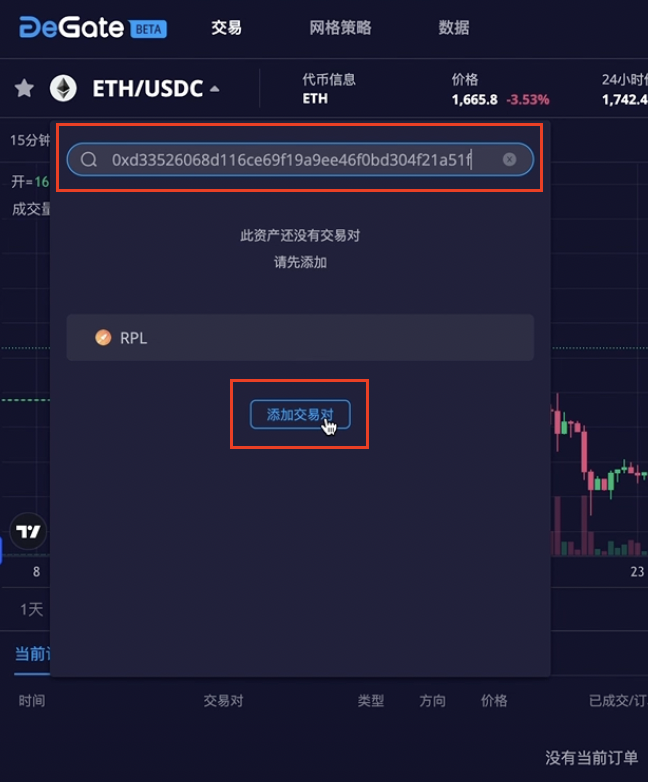 DeGate BETA 交易 网格策略 数据
ETH/USDC 代币信息 价格 24小时
ETH 1,665.8 -3.53% 1,742.4
15分钟
0xd33526068d116ce69f19a9ee46f0bd304f21a51f
开=16
成交量
此资产还没有交易对
请先添加
RPL
添加交易对
8 23
1天
当前
时间 交易对 类型 方向 价格 已成交/订
没有当前订单